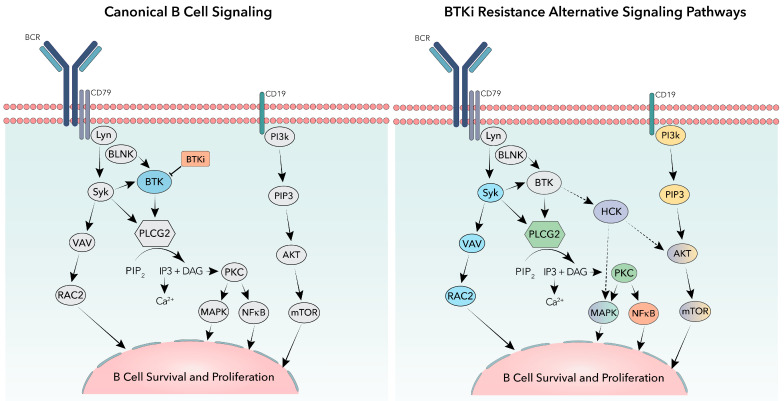 Canonical B Cell Signaling
BCR
CD79
CD19
Lyn
BLNK
BTKi
BTK
Syk
PI3k
PIP3
PLCG2
VAV
AKT
PIP2
IP3 + DAG
PKC
Ca2+
RAC2
MAPK
NFκB
mTOR
B Cell Survival and Proliferation
BTKi Resistance Alternative Signaling Pathways
BCR
CD79
CD19
Lyn
BLNK
PI3k
BTK
Syk
PIP3
HCK
PLCG2
VAV
AKT
PIP2
IP3 + DAG
PKC
Ca2+
RAC2
MAPK
NFκB
mTOR
B Cell Survival and Proliferation